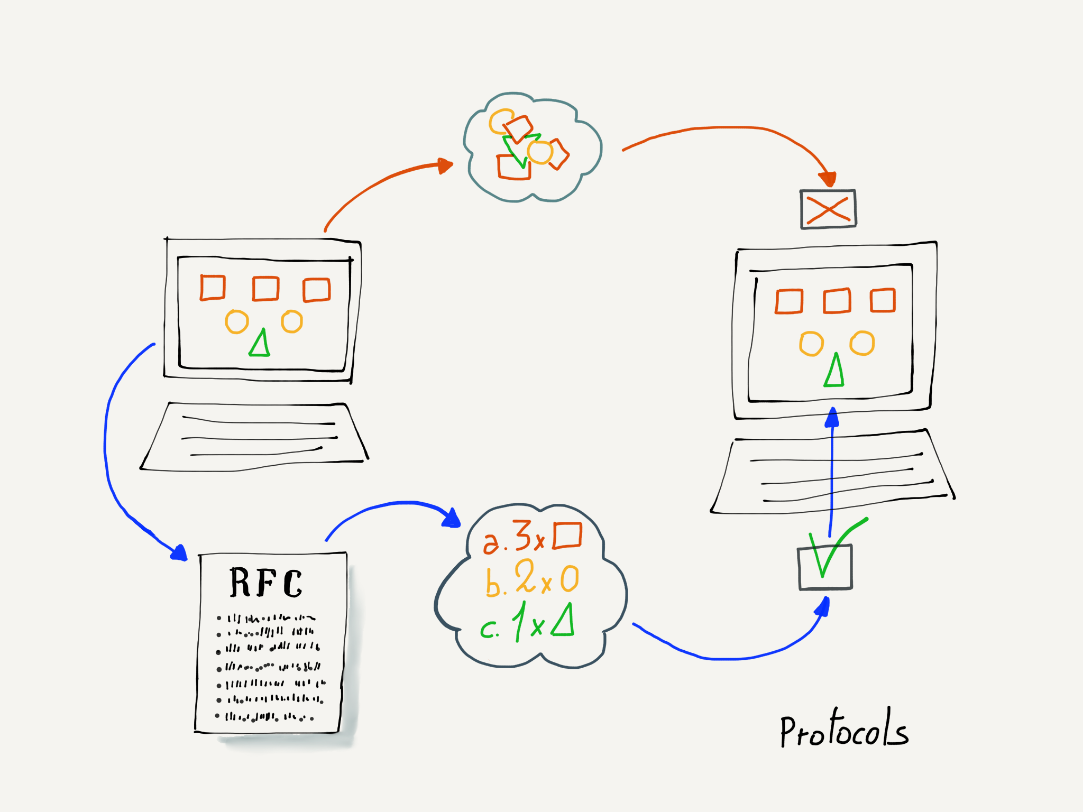 RFC
a. 3x
b. 2x
c. 1x
Protocols